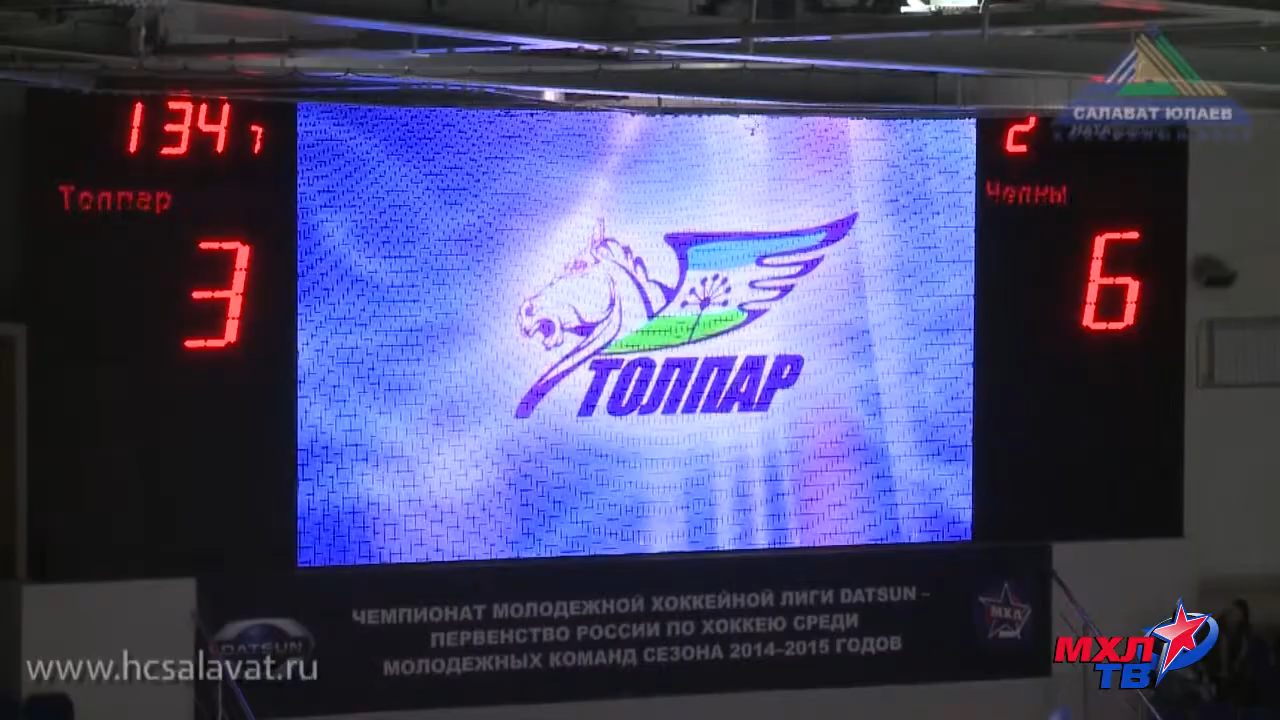 134 7
2
САЛАВАТ ЮЛАЕВ
Толпар
Челны
3
6
ТОЛПАР
ЧЕМПИОНАТ МОЛОДЕЖНОЙ ХОККЕЙНОЙ ЛИГИ DATSUN –
ПЕРВЕНСТВО РОССИИ ПО ХОККЕЮ СРЕДИ
МОЛОДЕЖНЫХ КОМАНД СЕЗОНА 2014–2015 ГОДОВ
DATSUN
МХЛ
www.hcsalavat.ru
МХЛ
ТВ